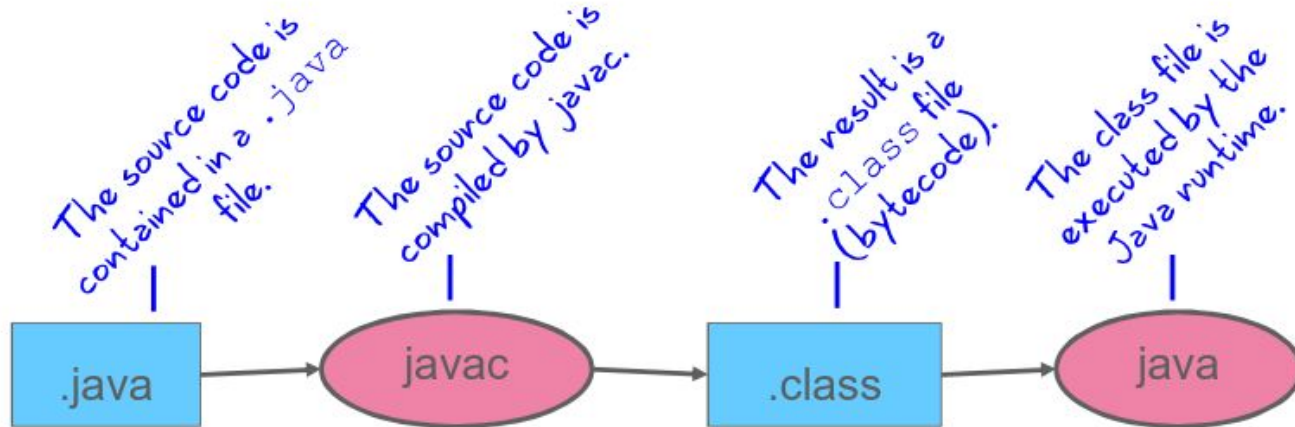 The source code is
contained in a .java
file.
The source code is
compiled by javac.
The result is a
.class file
(bytecode).
The class file is
executed by the
Java runtime.
.java
javac
.class
java